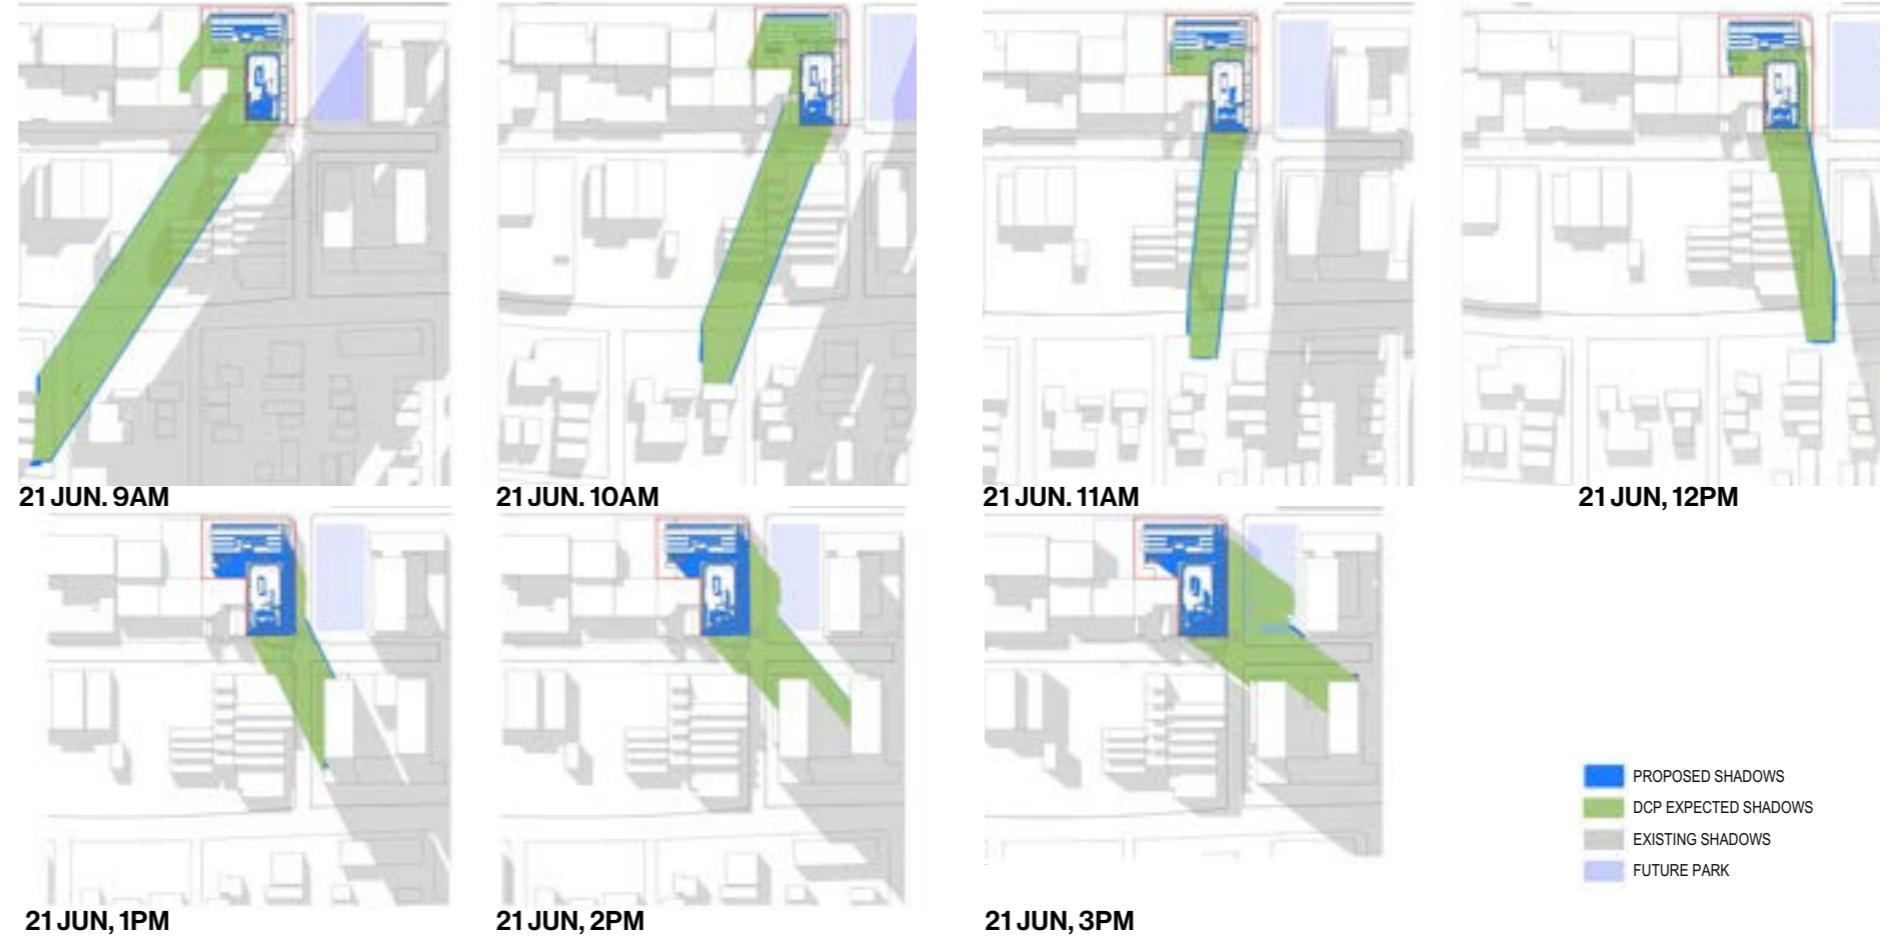 21 JUN. 9AM
21 JUN. 10AM
21 JUN. 11AM
21 JUN, 12PM
21 JUN, 1PM
21 JUN, 2PM
21 JUN, 3PM
PROPOSED SHADOWS
DCP EXPECTED SHADOWS
EXISTING SHADOWS
FUTURE PARK